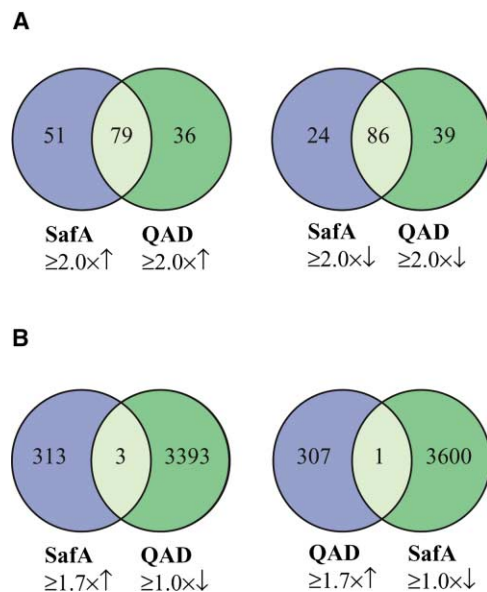 A
51 79 36 24 86 39
SafA QAD SafA QAD
≥2.0×↑ ≥2.0×↑ ≥2.0×↓ ≥2.0×↓
B
313 3 3393 307 1 3600
SafA QAD QAD SafA
≥1.7×↑ ≥1.0×↓ ≥1.7×↑ ≥1.0×↓